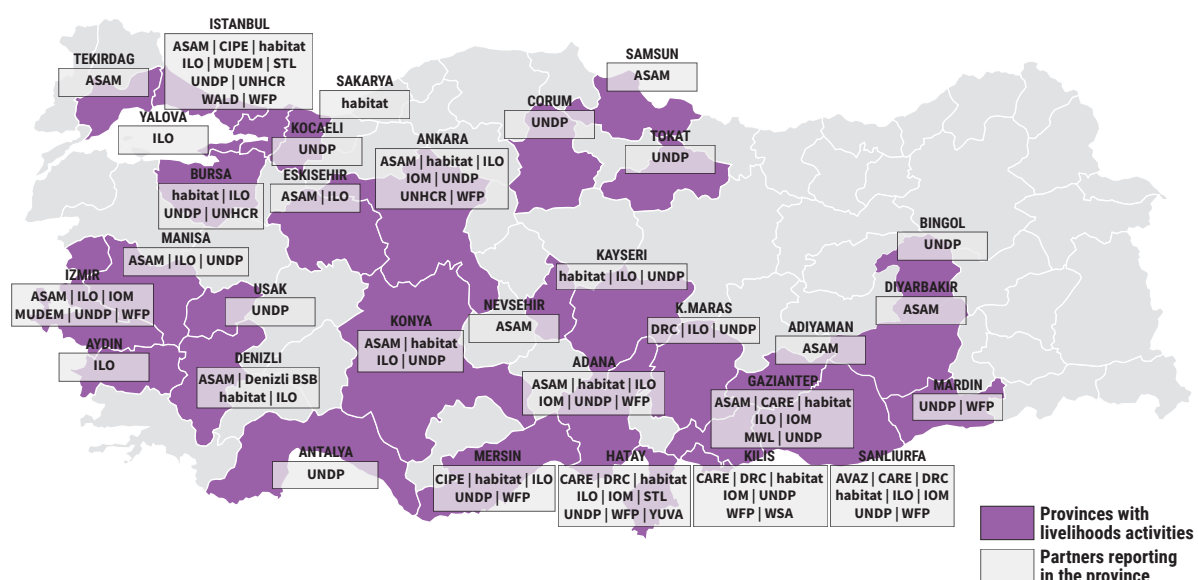 ISTANBUL
ASAM | CIPE | habitat
ILO | MUDEM | STL
UNDP | UNHCR
WALD | WFP
TEKIRDAG
ASAM
SAKARYA
habitat
SAMSUN
ASAM
YALOVA
ILO
KOCAELI
UNDP
CORUM
UNDP
TOKAT
UNDP
ANKARA
ASAM | habitat | ILO
IOM | UNDP
UNHCR | WFP
BURSA
habitat | ILO
UNDP | UNHCR
ESKISEHIR
ASAM | ILO
MANISA
ASAM | ILO | UNDP
BINGOL
UNDP
IZMIR
ASAM | ILO | IOM
MUDEM | UNDP | WFP
USAK
UNDP
KAYSERI
habitat | ILO | UNDP
DIYARBAKIR
ASAM
NEVSEHIR
ASAM
K.MARAS
DRC | ILO | UNDP
KONYA
ASAM | habitat
ILO | UNDP
ADIYAMAN
ASAM
AYDIN
ILO
DENIZLI
ASAM | Denizli BSB
habitat | ILO
ADANA
ASAM | habitat | ILO
IOM | UNDP | WFP
GAZIANTEP
ASAM | CARE | habitat
ILO | IOM
MWL | UNDP
MARDIN
UNDP | WFP
ANTALYA
UNDP
MERSIN
CIPE | habitat | ILO
UNDP | WFP
HATAY
CARE | DRC | habitat
ILO | IOM | STL
UNDP | WFP | YUVA
KILIS
CARE | DRC | habitat
IOM | UNDP
WFP | WSA
SANLIURFA
AVAZ | CARE | DRC
habitat | ILO | IOM
UNDP | WFP
Provinces with
livelihoods activities
Partners reporting
in the province